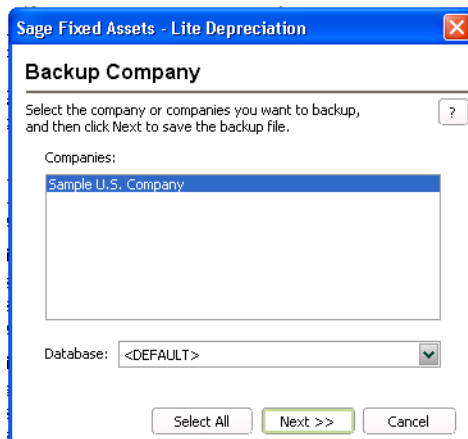 Sage Fixed Assets - Lite Depreciation
Backup Company
Select the company or companies you want to backup,
and then click Next to save the backup file.
?
Companies:
Sample U.S. Company
Database: <DEFAULT>
Select All Next >> Cancel